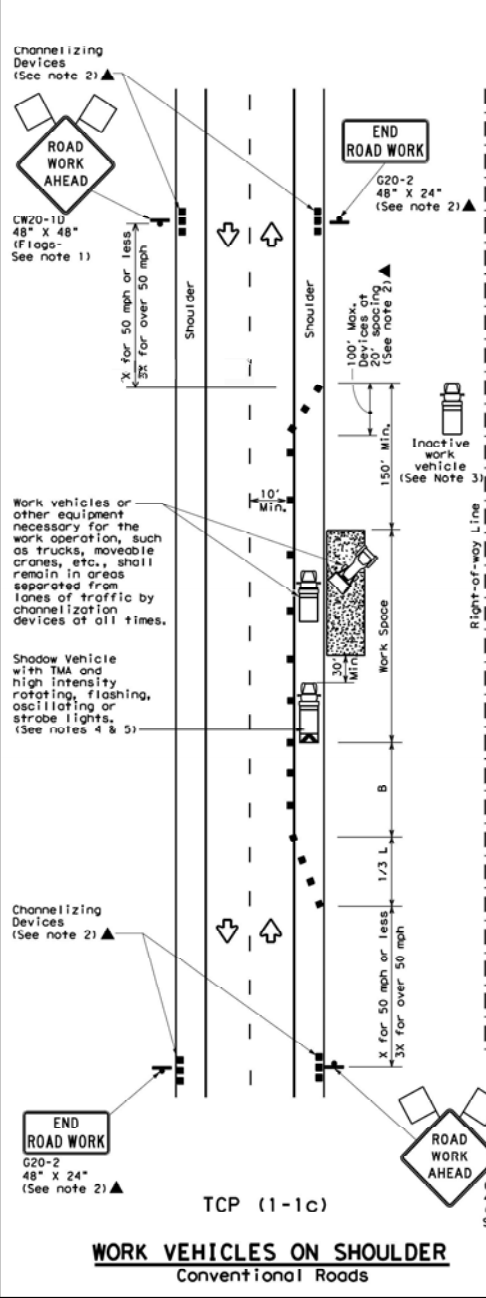 Channelizing
Devices
(See note 2)▲
ROAD
WORK
AHEAD
CW20-1D
48" X 48"
(Flags-
See note 1)
END
ROAD WORK
G20-2
48" X 24"
(See note 2)▲
X for 50 mph or less
3X for over 50 mph
Shoulder
Shoulder
100' Max.
Devices at
20' spacing
(See note 2)▲
150' Min.
Inactive
work
vehicle
(See Note 3)
10'
Min.
Work vehicles or
other equipment
necessary for the
work operation, such
as trucks, moveable
cranes, etc., shall
remain in areas
separated from
lanes of traffic by
channelization
devices at all times.
Right-of-way Line
Work Space
30'
Min.
Shadow Vehicle
with TMA and
high intensity
rotating, flashing,
oscillating or
strobe lights.
(See notes 4 & 5)
B
1/3 L
Channelizing
Devices
(See note 2)▲
X for 50 mph or less
3X for over 50 mph
END
ROAD WORK
G20-2
48" X 24"
(See note 2)▲
ROAD
WORK
AHEAD
TCP (1-1c)
WORK VEHICLES ON SHOULDER
Conventional Roads